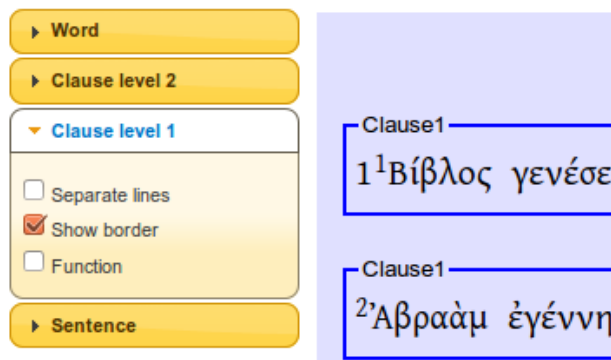 Word
Clause level 2
Clause level 1
Separate lines
Show border
Function
Sentence
Clause1
1¹Βίβλος γενέσε
Clause1
²Ἀβραὰμ ἐγέννη